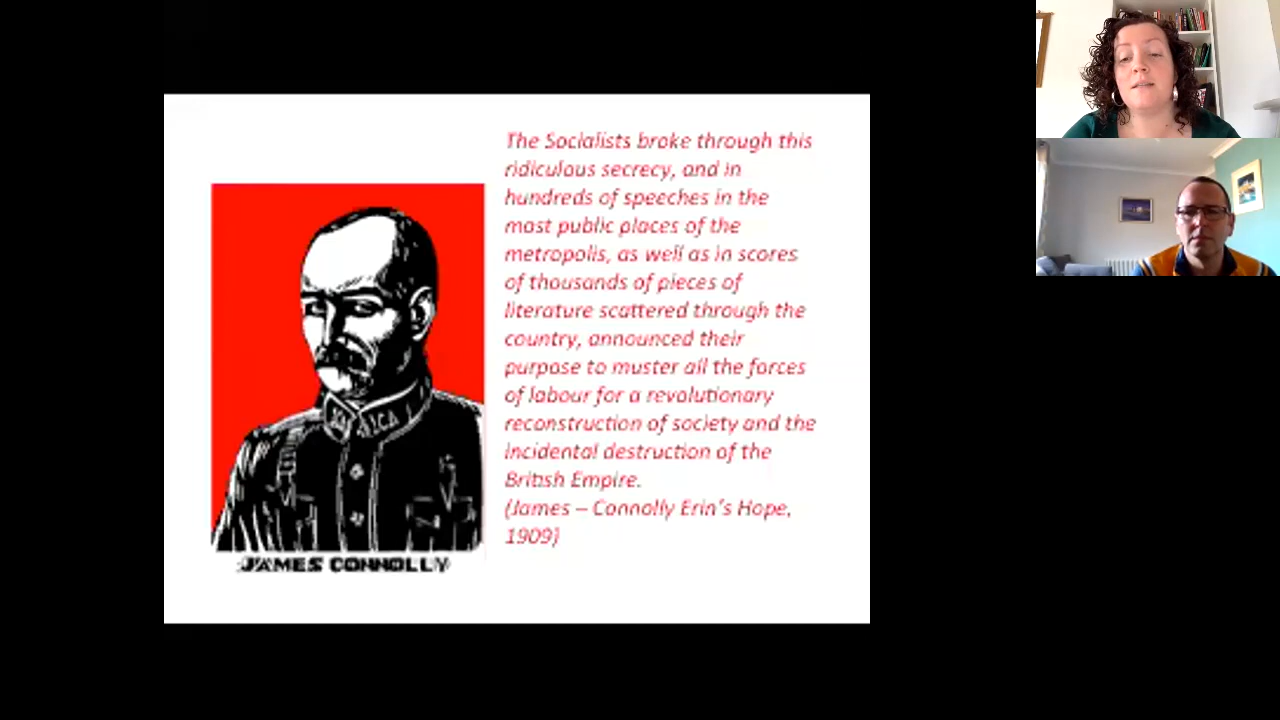 The Socialists broke through this
ridiculous secrecy, and in
hundreds of speeches in the
most public places of the
metropolis, as well as in scores
of thousands of pieces of
literature scattered through the
country, announced their
purpose to muster all the forces
of labour for a revolutionary
reconstruction of society and the
incidental destruction of the
British Empire.
(James – Connolly Erin's Hope,
1909)
JAMES CONNOLLY